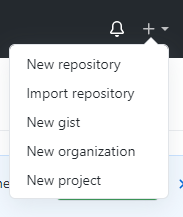 New repository
Import repository
New gist
New organization
New project